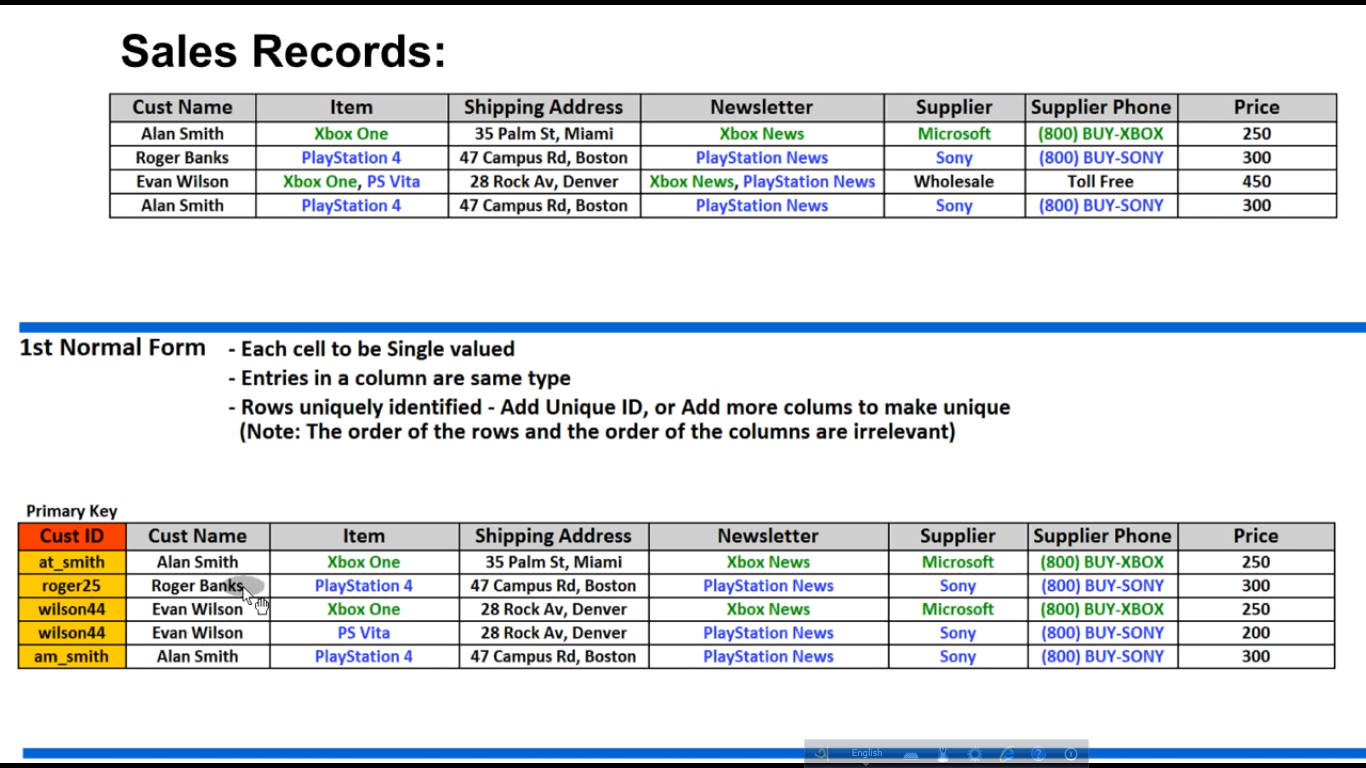 Sales Records:
Cust Name Item Shipping Address Newsletter Supplier Supplier Phone Price
Alan Smith Xbox One 35 Palm St, Miami Xbox News Microsoft (800) BUY-XBOX 250
Roger Banks PlayStation 4 47 Campus Rd, Boston PlayStation News Sony (800) BUY-SONY 300
Evan Wilson Xbox One, PS Vita 28 Rock Av, Denver Xbox News, PlayStation News Wholesale Toll Free 450
Alan Smith PlayStation 4 47 Campus Rd, Boston PlayStation News Sony (800) BUY-SONY 300
1st Normal Form - Each cell to be Single valued
- Entries in a column are same type
- Rows uniquely identified - Add Unique ID, or Add more colums to make unique
(Note: The order of the rows and the order of the columns are irrelevant)
Primary Key
Cust ID Cust Name Item Shipping Address Newsletter Supplier Supplier Phone Price
at_smith Alan Smith Xbox One 35 Palm St, Miami Xbox News Microsoft (800) BUY-XBOX 250
roger25 Roger Banks PlayStation 4 47 Campus Rd, Boston PlayStation News Sony (800) BUY-SONY 300
wilson44 Evan Wilson Xbox One 28 Rock Av, Denver Xbox News Microsoft (800) BUY-XBOX 250
wilson44 Evan Wilson PS Vita 28 Rock Av, Denver PlayStation News Sony (800) BUY-SONY 200
am_smith Alan Smith PlayStation 4 47 Campus Rd, Boston PlayStation News Sony (800) BUY-SONY 300
English